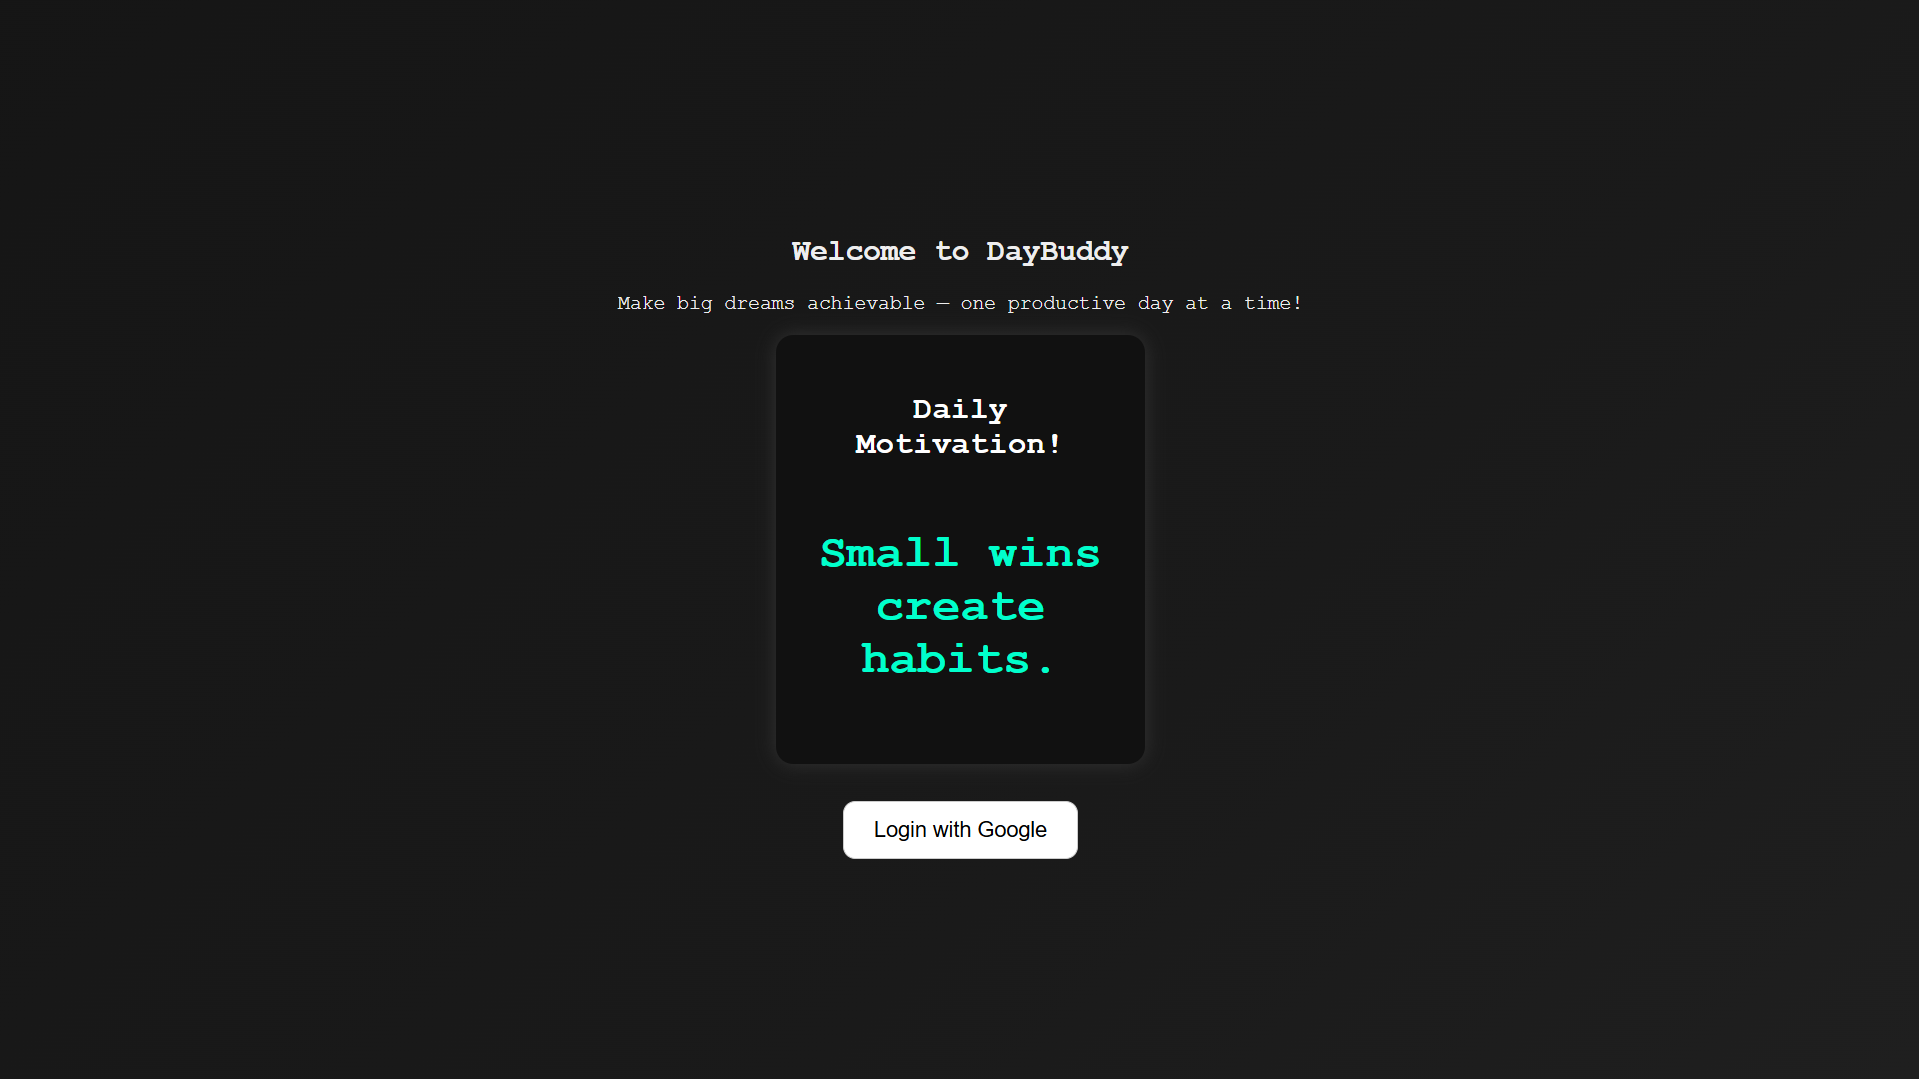 Welcome to DayBuddy
Make big dreams achievable — one productive day at a time!
Daily
Motivation!
Small wins
create
habits.
Login with Google